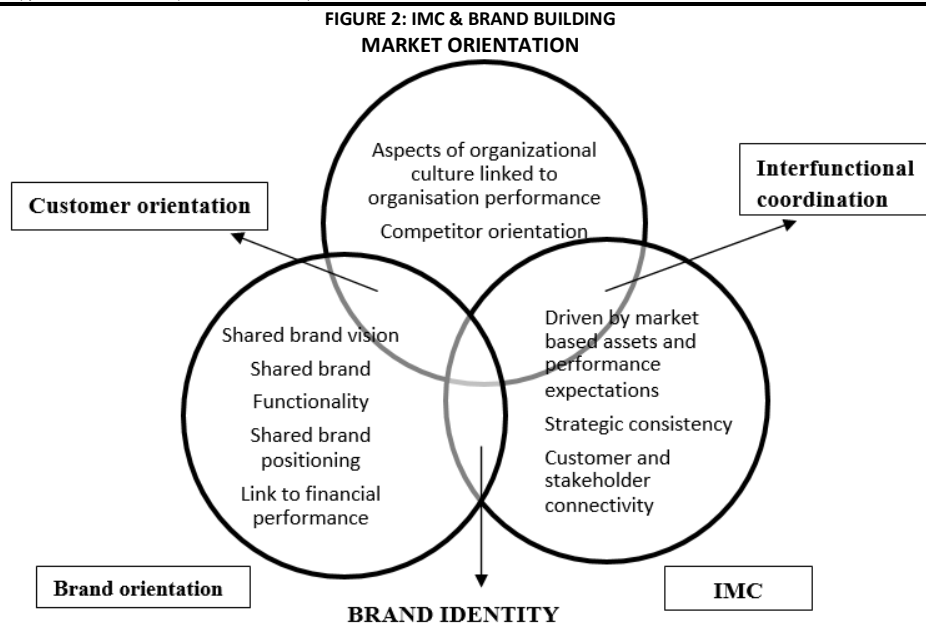 FIGURE 2: IMC & BRAND BUILDING
MARKET ORIENTATION
Aspects of organizational
culture linked to
organisation performance
Competitor orientation
Customer orientation
Interfunctional
coordination
Shared brand vision
Shared brand
Functionality
Shared brand
positioning
Link to financial
performance
Driven by market
based assets and
performance
expectations
Strategic consistency
Customer and
stakeholder
connectivity
Brand orientation
IMC
BRAND IDENTITY